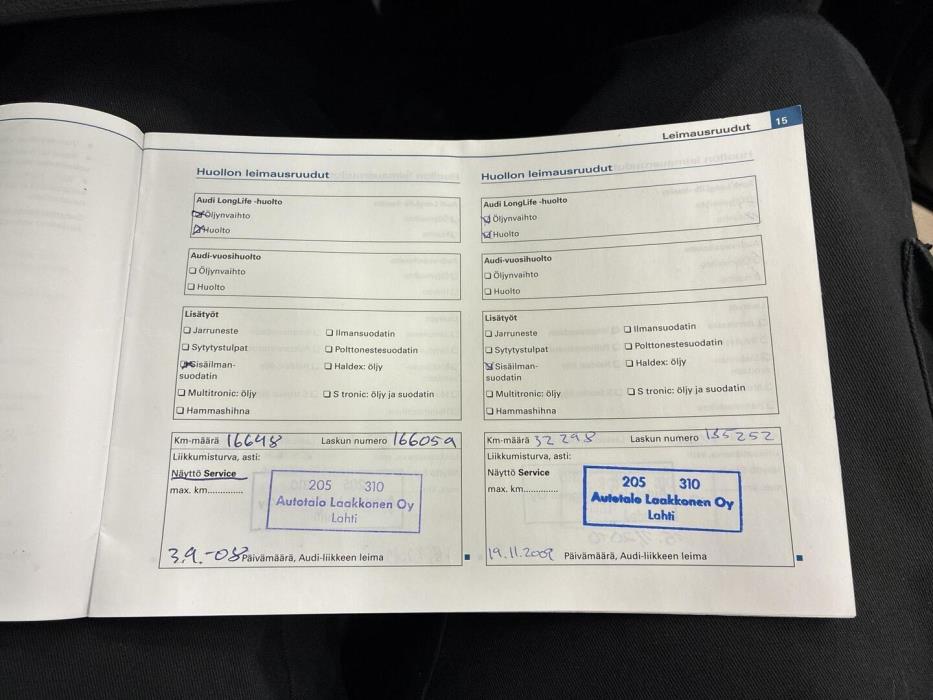 Leimausruudut 15
Huollon leimausruudut
Audi LongLife -huolto
Öljynvaihto
Huolto
Audi-vuosihuolto
Öljynvaihto
Huolto
Lisätyöt
Jarruneste
Ilmansuodatin
Sytytystulpat
Polttonestesuodatin
Sisäilman-
suodatin
Haldex: öljy
Multitronic: öljy
S tronic: öljy ja suodatin
Hammashihna
Km-määrä 16648 Laskun numero 166059
Liikkumisturva, asti:
Näyttö Service
max. km.............
205 310
Autotalo Laakkonen Oy
Lahti
3.9.-08 Päivämäärä, Audi-liikkeen leima
Huollon leimausruudut
Audi LongLife -huolto
Öljynvaihto
Huolto
Audi-vuosihuolto
Öljynvaihto
Huolto
Lisätyöt
Jarruneste
Ilmansuodatin
Sytytystulpat
Polttonestesuodatin
Sisäilman-
suodatin
Haldex: öljy
Multitronic: öljy
S tronic: öljy ja suodatin
Hammashihna
Km-määrä 32298 Laskun numero 135252
Liikkumisturva, asti:
Näyttö Service
max. km.............
205 310
Autotalo Laakkonen Oy
Lahti
19.11.2009 Päivämäärä, Audi-liikkeen leima